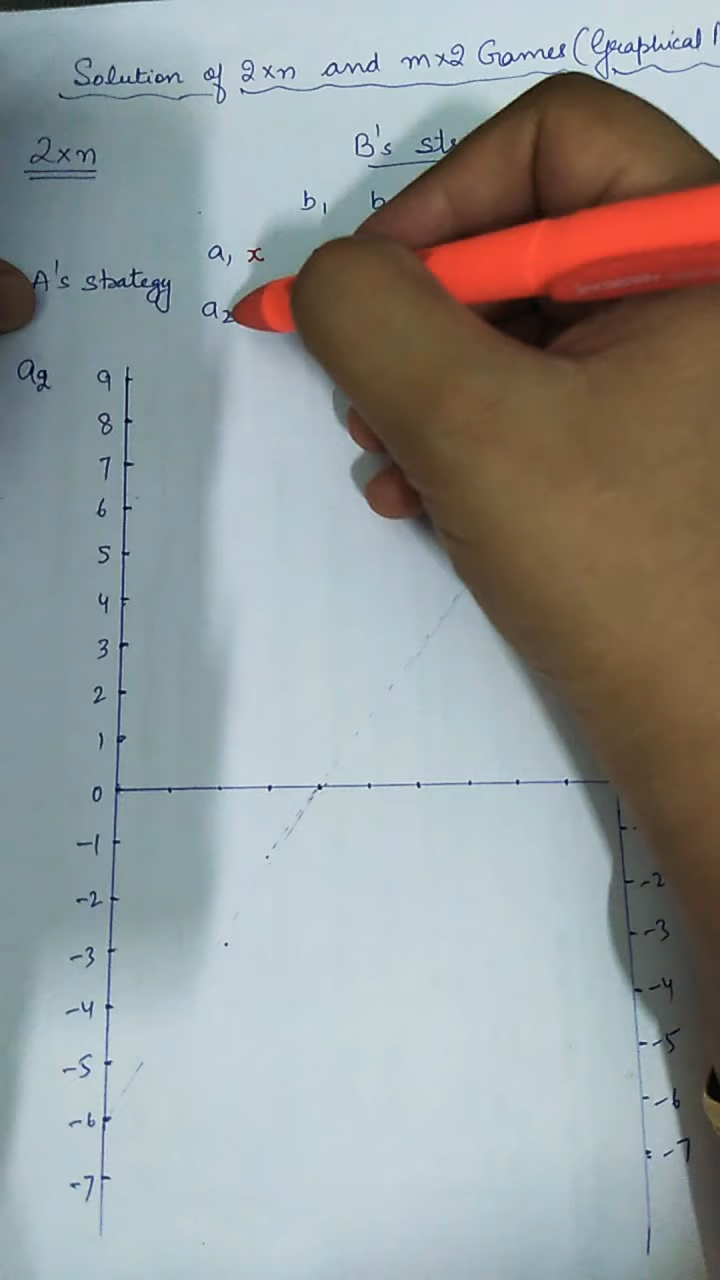 Solution of 2×n and m×2 Games (Graphical
2×n
B's
b₁ b
a₁ x
A's strategy
a₂
a₂
9
8
7
6
5
4
3
2
1
0
-1
-2 -2
-3 -3
-4 -4
-5 -5
-6 -6
-7 -7